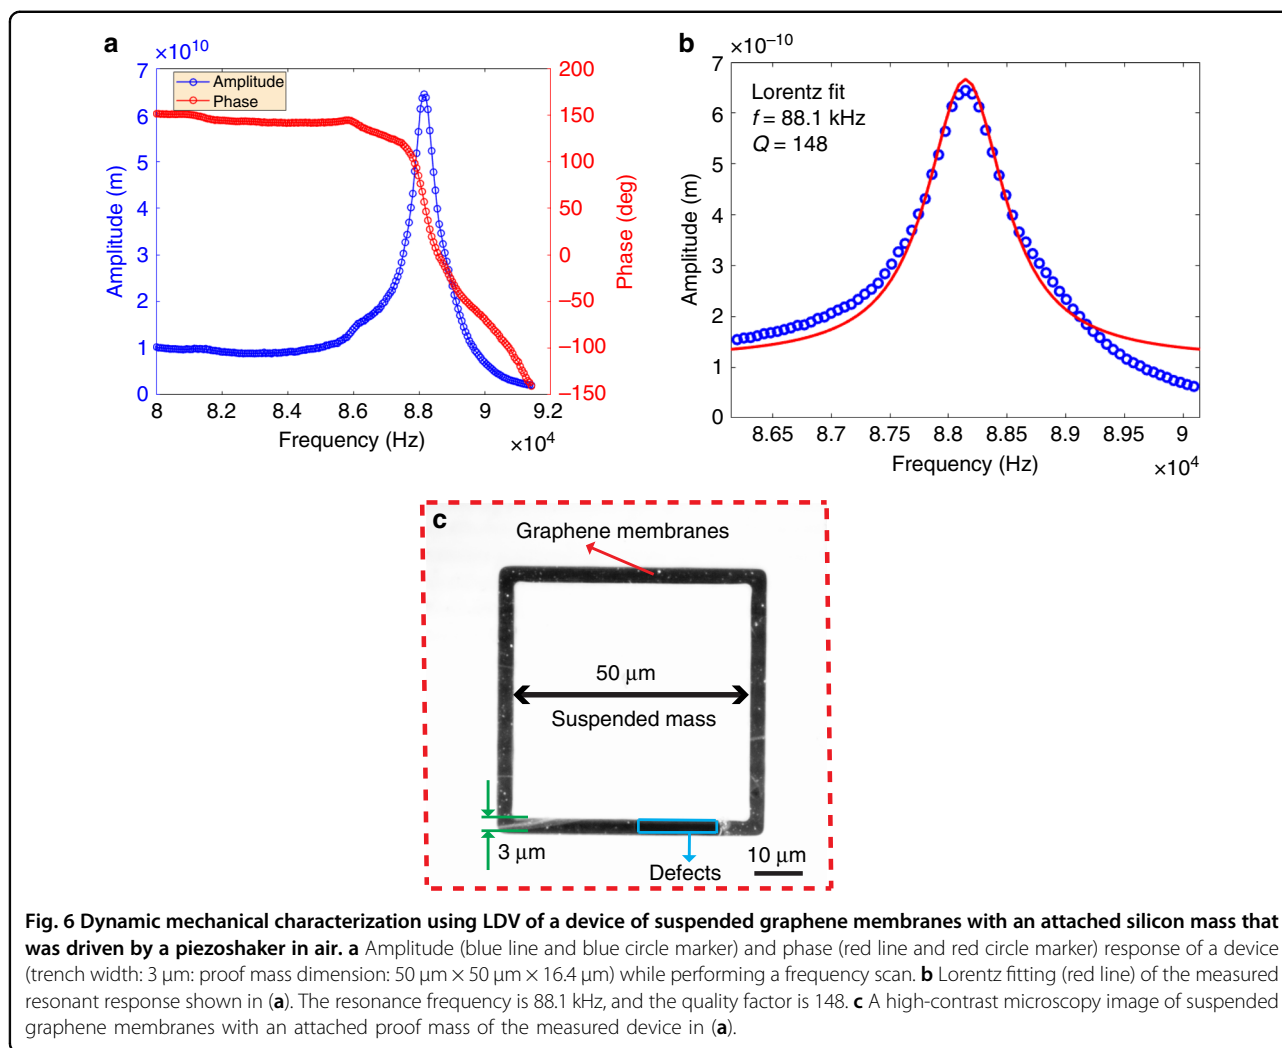 a
×10¹⁰
7
6
5
4
3
2
1
0
Amplitude (m)
Amplitude
Phase
200
150
100
50
0
−50
−100
−150
Phase (deg)
8
8.2
8.4
8.6
8.8
9
9.2
Frequency (Hz)
×10⁴
b
×10⁻¹⁰
7
6
5
4
3
2
1
0
Amplitude (m)
Lorentz fit
f = 88.1 kHz
Q = 148
8.65
8.7
8.75
8.8
8.85
8.9
8.95
9
Frequency (Hz)
×10⁴
c
Graphene membranes
50 µm
Suspended mass
3 µm
Defects
10 µm
Fig. 6 Dynamic mechanical characterization using LDV of a device of suspended graphene membranes with an attached silicon mass that
was driven by a piezoshaker in air. a Amplitude (blue line and blue circle marker) and phase (red line and red circle marker) response of a device
(trench width: 3 µm: proof mass dimension: 50 µm × 50 µm × 16.4 µm) while performing a frequency scan. b Lorentz fitting (red line) of the measured
resonant response shown in (a). The resonance frequency is 88.1 kHz, and the quality factor is 148. c A high-contrast microscopy image of suspended
graphene membranes with an attached proof mass of the measured device in (a).